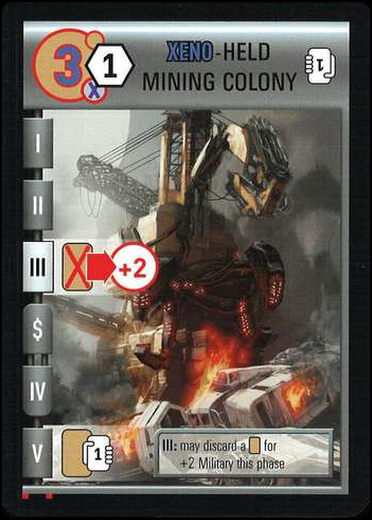 3
X
1
XENO-HELD
MINING COLONY
1
I
II
III
+2
$
IV
V
1
III: may discard a for
+2 Military this phase